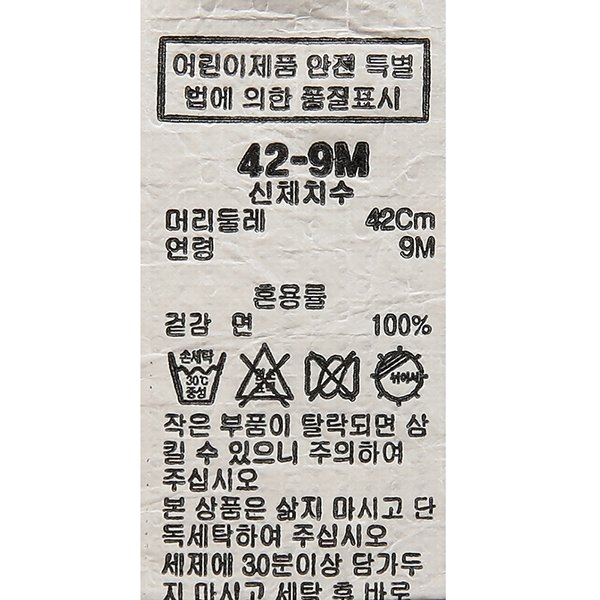 어린이제품 안전 특별
법에 의한 품질표시
42-9M
신체치수
머리둘레 42Cm
연령 9M
혼용률
겉감 면 100%
손세탁
30℃
중성
뉘어서
작은 부품이 탈락되면 삼
킬 수 있으니 주의하여
주십시오
본 상품은 삶지 마시고 단
독세탁하여 주십시오
세제에 30분이상 담가두
지 마시고 세탁 후 바로